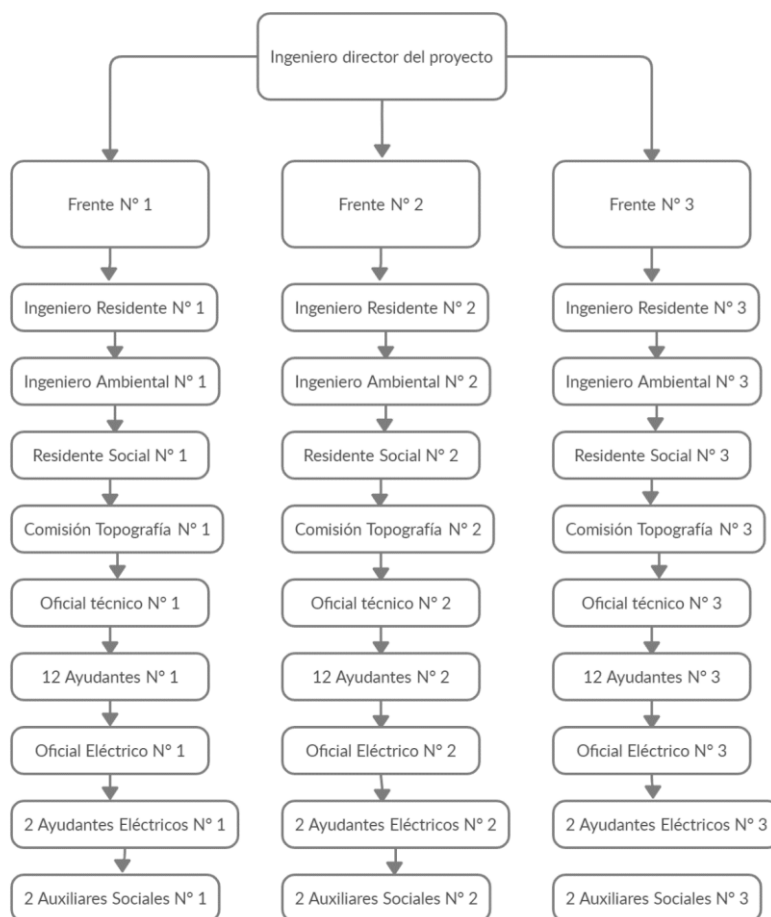 Ingeniero director del proyecto
Frente N° 1
Frente N° 2
Frente N° 3
Ingeniero Residente N° 1
Ingeniero Residente N° 2
Ingeniero Residente N° 3
Ingeniero Ambiental N° 1
Ingeniero Ambiental N° 2
Ingeniero Ambiental N° 3
Residente Social N° 1
Residente Social N° 2
Residente Social N° 3
Comisión Topografía N° 1
Comisión Topografía N° 2
Comisión Topografía N° 3
Oficial técnico N° 1
Oficial técnico N° 2
Oficial técnico N° 3
12 Ayudantes N° 1
12 Ayudantes N° 2
12 Ayudantes N° 3
Oficial Eléctrico N° 1
Oficial Eléctrico N° 2
Oficial Eléctrico N° 3
2 Ayudantes Eléctricos N° 1
2 Ayudantes Eléctricos N° 2
2 Ayudantes Eléctricos N° 3
2 Auxiliares Sociales N° 1
2 Auxiliares Sociales N° 2
2 Auxiliares Sociales N° 3